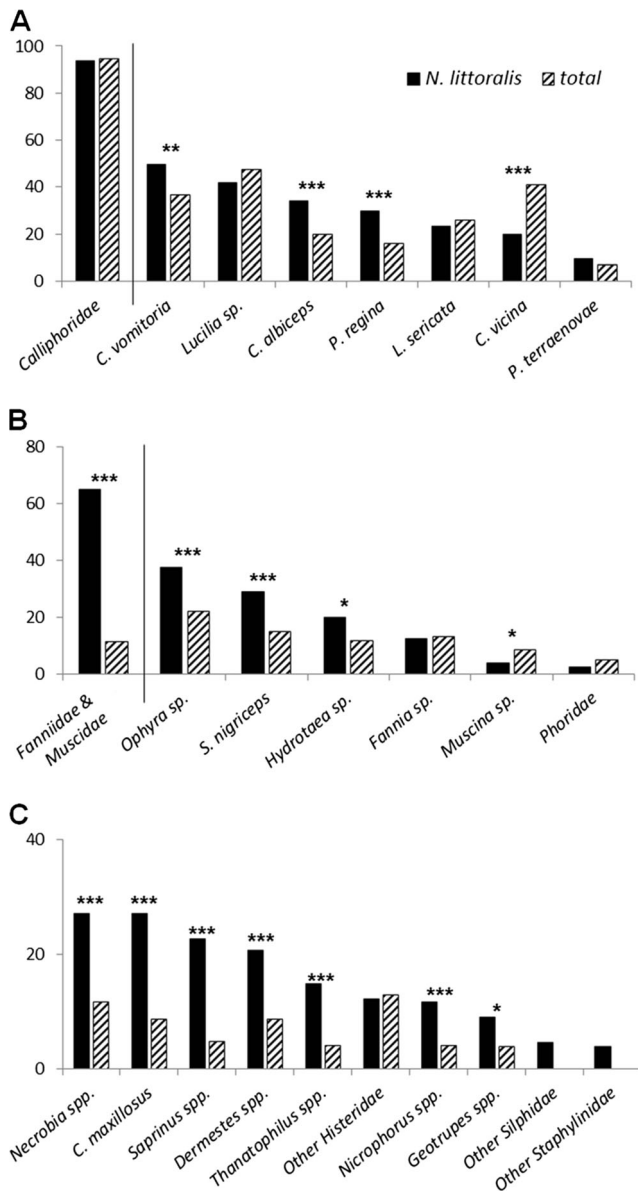 A
100
80
60
40
20
0
N. littoralis total
** *** *** ***
Calliphoridae
C. vomitoria
Lucilia sp.
C. albiceps
P. regina
L. sericata
C. vicina
P. terraenovae
B
80
60
40
20
0
*** *** *** * *
Fanniidae &
Muscidae
Ophyra sp.
S. nigriceps
Hydrotaea sp.
Fannia sp.
Muscina sp.
Phoridae
C
40
20
0
*** *** *** *** *** *** *
Necrobia spp.
C. maxillosus
Saprinus spp.
Dermestes spp.
Thanatophilus spp.
Other Histeridae
Nicrophorus spp.
Geotrupes spp.
Other Silphidae
Other Staphylinidae